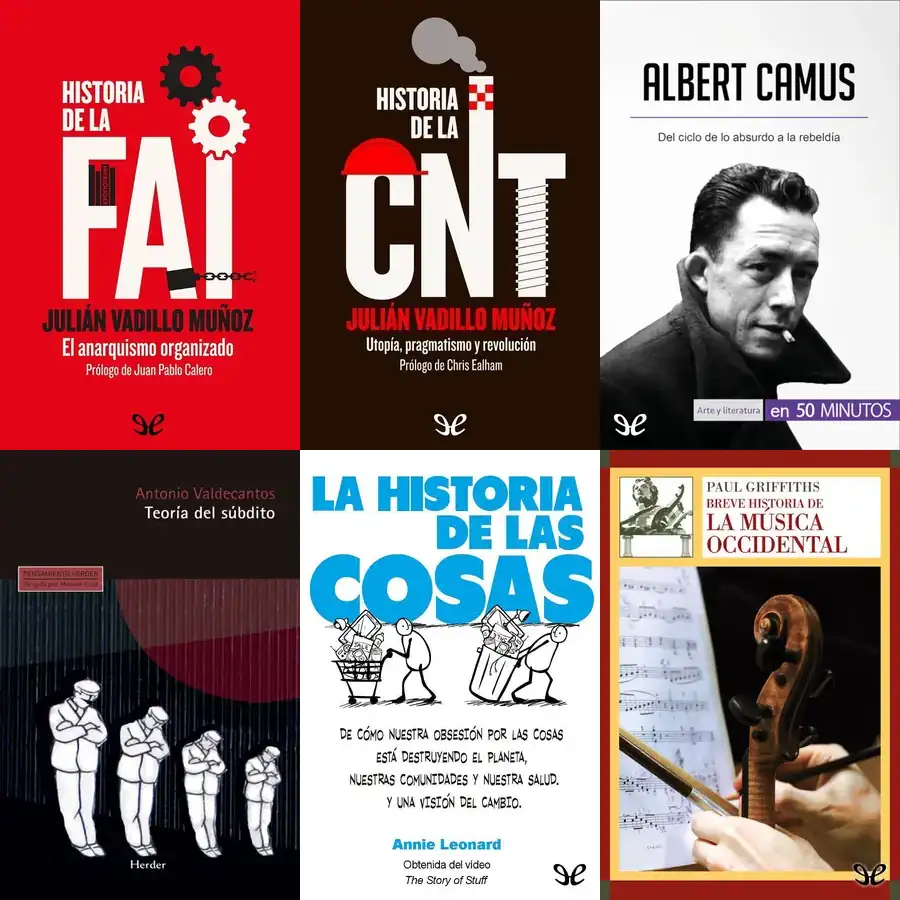 HISTORIA
DE LA
FAI
JULIÁN VADILLO MUÑOZ
El anarquismo organizado
Prólogo de Juan Pablo Calero
HISTORIA
DE LA
CNT
JULIÁN VADILLO MUÑOZ
Utopía, pragmatismo y revolución
Prólogo de Chris Ealham
ALBERT CAMUS
Del ciclo de lo absurdo a la rebeldía
Arte y literatura
en 50 MINUTOS
Antonio Valdecantos
Teoría del súbdito
PENSAMIENTO HERDER
Herder
LA HISTORIA
DE LAS
COSAS
DE CÓMO NUESTRA OBSESIÓN POR LAS COSAS
ESTÁ DESTRUYENDO EL PLANETA,
NUESTRAS COMUNIDADES Y NUESTRA SALUD.
Y UNA VISIÓN DEL CAMBIO.
Annie Leonard
Obtenida del vídeo
The Story of Stuff
PAUL GRIFFITHS
BREVE HISTORIA DE
LA MÚSICA
OCCIDENTAL